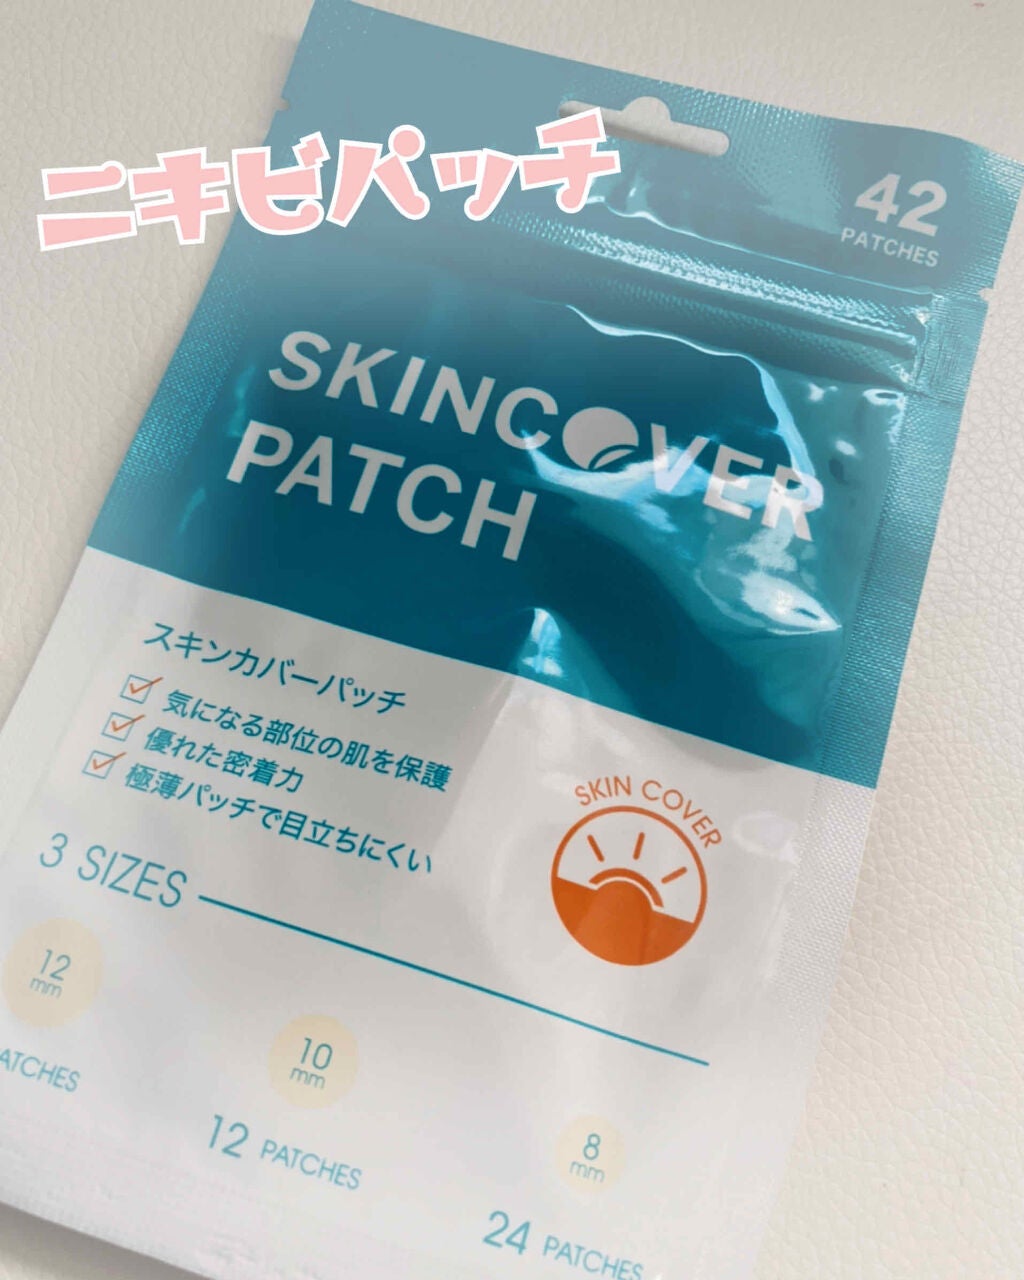 ニキビパッチ
42
PATCHES
SKINCOVER
PATCH
スキンカバーパッチ
気になる部位の肌を保護
優れた密着力
極薄パッチで目立ちにくい
SKIN COVER
3 SIZES
12
mm
10
mm
8
mm
12 PATCHES
24 PATCHES